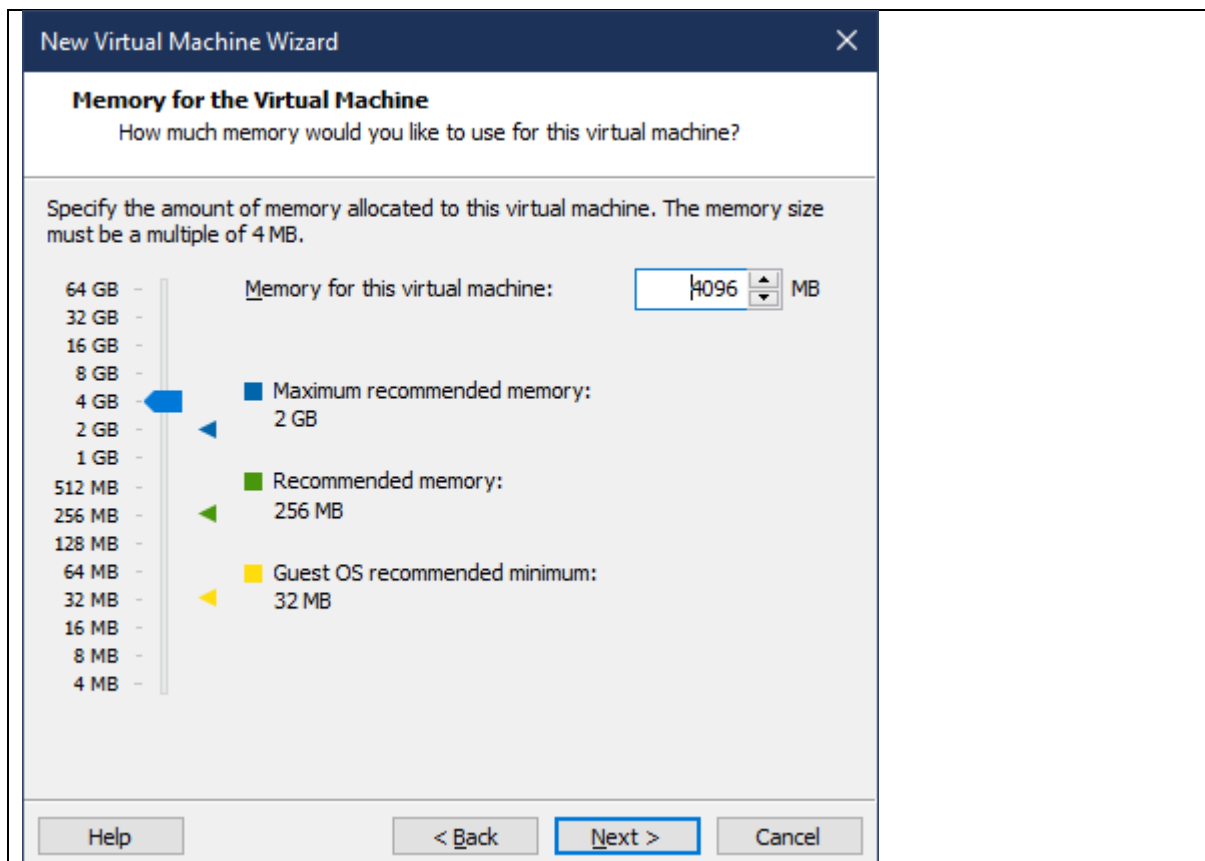 New Virtual Machine Wizard
Memory for the Virtual Machine
How much memory would you like to use for this virtual machine?
Specify the amount of memory allocated to this virtual machine. The memory size
must be a multiple of 4 MB.
64 GB
Memory for this virtual machine: 4096 MB
32 GB
16 GB
8 GB
4 GB
2 GB
1 GB
512 MB
256 MB
128 MB
64 MB
32 MB
16 MB
8 MB
4 MB
Maximum recommended memory:
2 GB
Recommended memory:
256 MB
Guest OS recommended minimum:
32 MB
Help < Back Next > Cancel